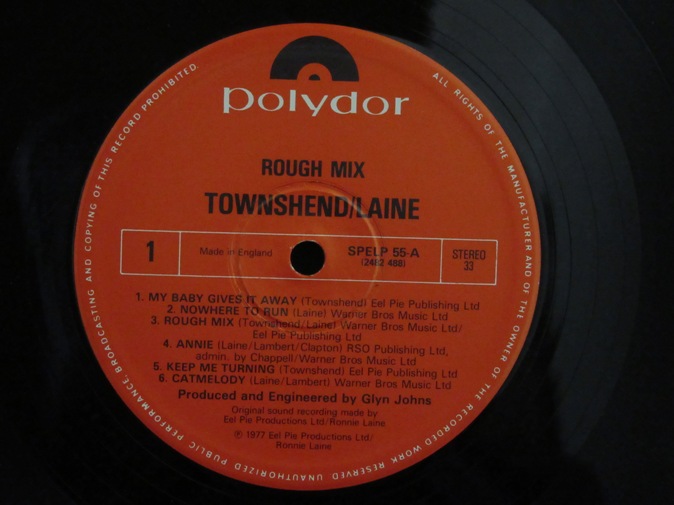 polydor
ROUGH MIX
TOWNSHEND/LAINE
1
Made in England
SPELP 55-A
(2482 488)
STEREO
33
1. MY BABY GIVES IT AWAY (Townshend) Eel Pie Publishing Ltd
2. NOWHERE TO RUN (Laine) Warner Bros Music Ltd
3. ROUGH MIX (Townshend/Laine) Warner Bros Music Ltd/
Eel Pie Publishing Ltd
4. ANNIE (Laine/Lambert/Clapton) RSO Publishing Ltd,
admin. by Chappell/Warner Bros Music Ltd
5. KEEP ME TURNING (Townshend) Eel Pie Publishing Ltd
6. CATMELODY (Laine/Lambert) Warner Bros Music Ltd
Produced and Engineered by Glyn Johns
Original sound recording made by
Eel Pie Productions Ltd/Ronnie Laine
℗ 1977 Eel Pie Productions Ltd/
Ronnie Laine
ALL RIGHTS OF THE MANUFACTURER AND OF THE OWNER OF THE RECORDED WORK RESERVED. UNAUTHORIZED PUBLIC PERFORMANCE, BROADCASTING AND COPYING OF THIS RECORD PROHIBITED.